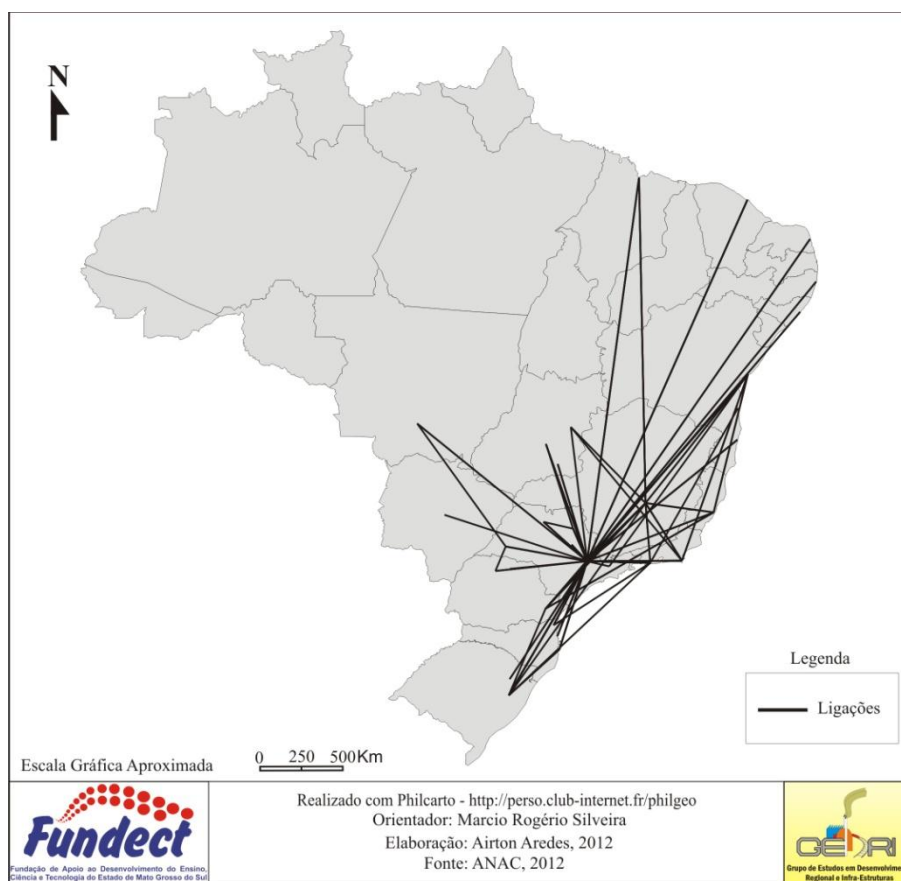 N
Legenda
Ligações
Escala Gráfica Aproximada
0 250 500Km
Fundect
Fundação de Apoio ao Desenvolvimento do Ensino,
Ciência e Tecnologia do Estado de Mato Grosso do Sul
Realizado com Philcarto - http://perso.club-internet.fr/philgeo
Orientador: Marcio Rogério Silveira
Elaboração: Airton Aredes, 2012
Fonte: ANAC, 2012
GEDRI
Grupo de Estudos em Desenvolvime
Regional e Infra-Estruturas